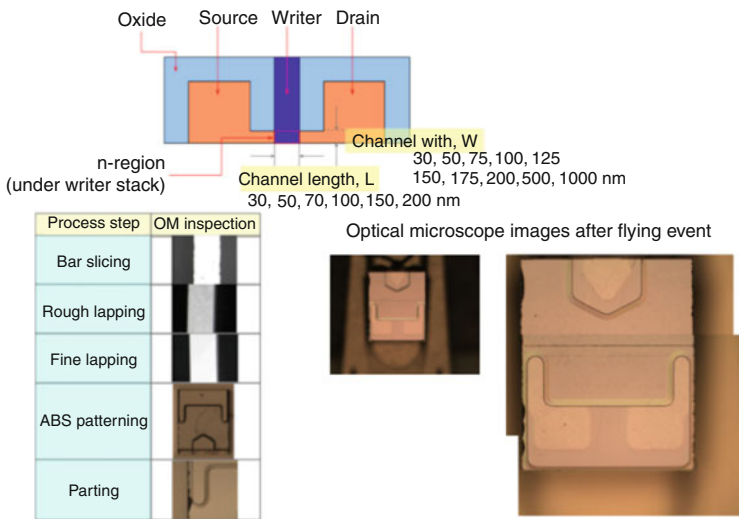 Oxide
Source
Writer
Drain
Channel with, W
30, 50, 75, 100, 125
150, 175, 200, 500, 1000 nm
n-region
(under writer stack)
Channel length, L
30, 50, 70, 100, 150, 200 nm
Process step
OM inspection
Bar slicing
Rough lapping
Fine lapping
ABS patterning
Parting
Optical microscope images after flying event